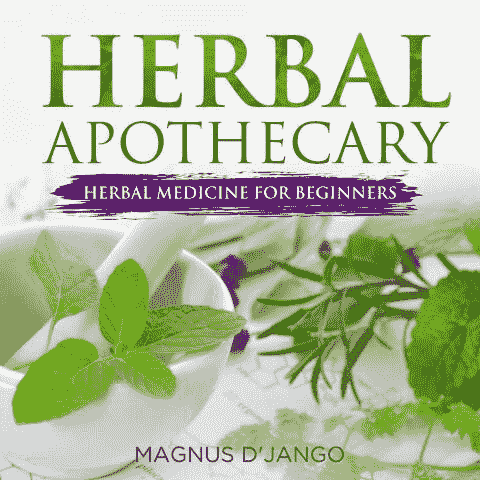 HERBAL
APOTHECARY
HERBAL MEDICINE FOR BEGINNERS
MAGNUS D'JANGO